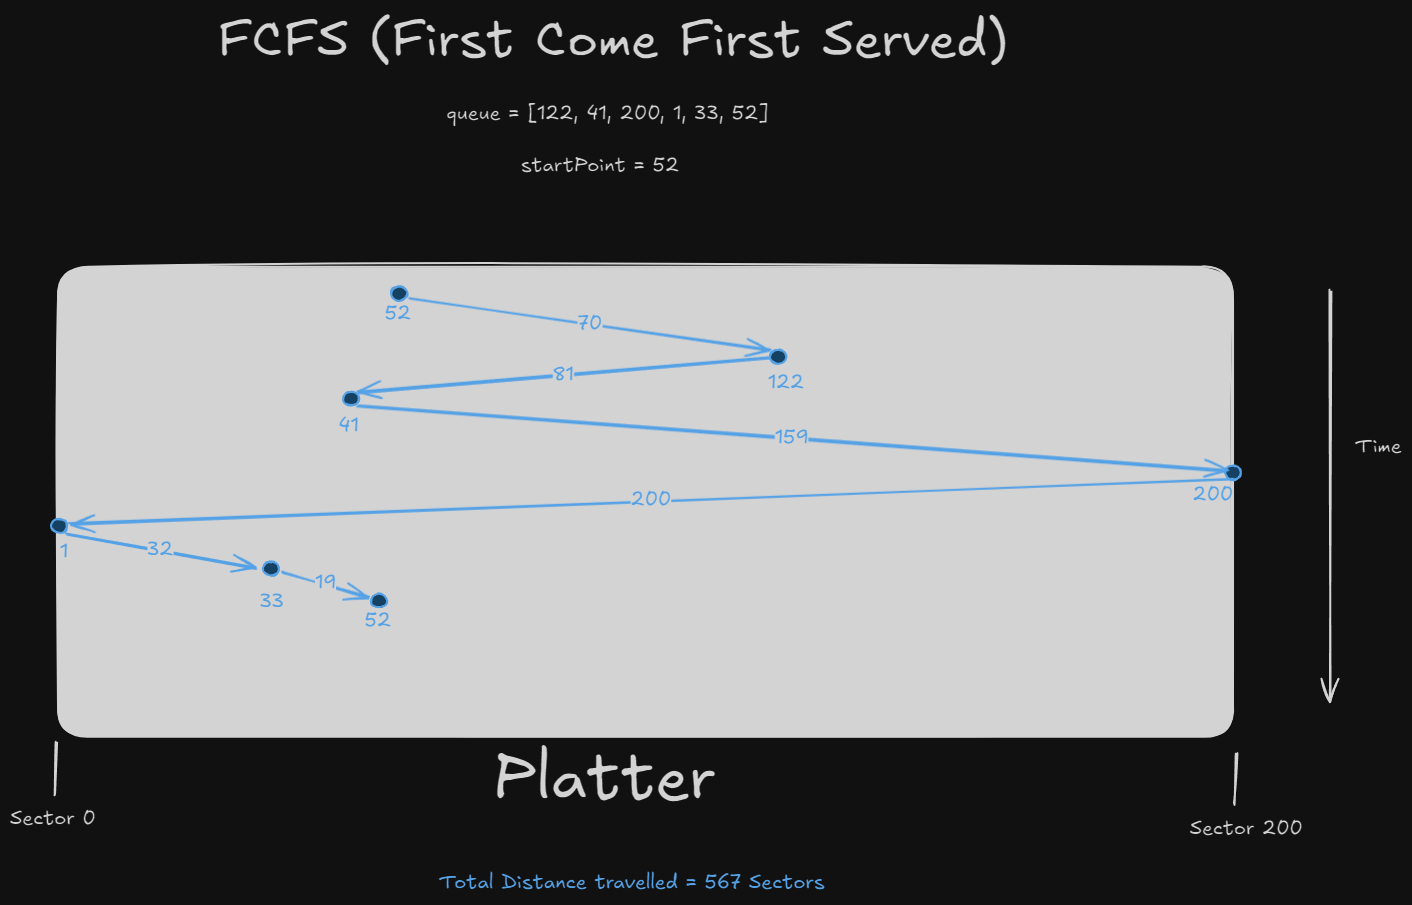 FCFS (First Come First Served)
queue = [122, 41, 200, 1, 33, 52]
startPoint = 52
52
70
122
81
41
159
Time
200
200
1
32
33
19
52
Platter
Sector 0
Sector 200
Total Distance travelled = 567 Sectors